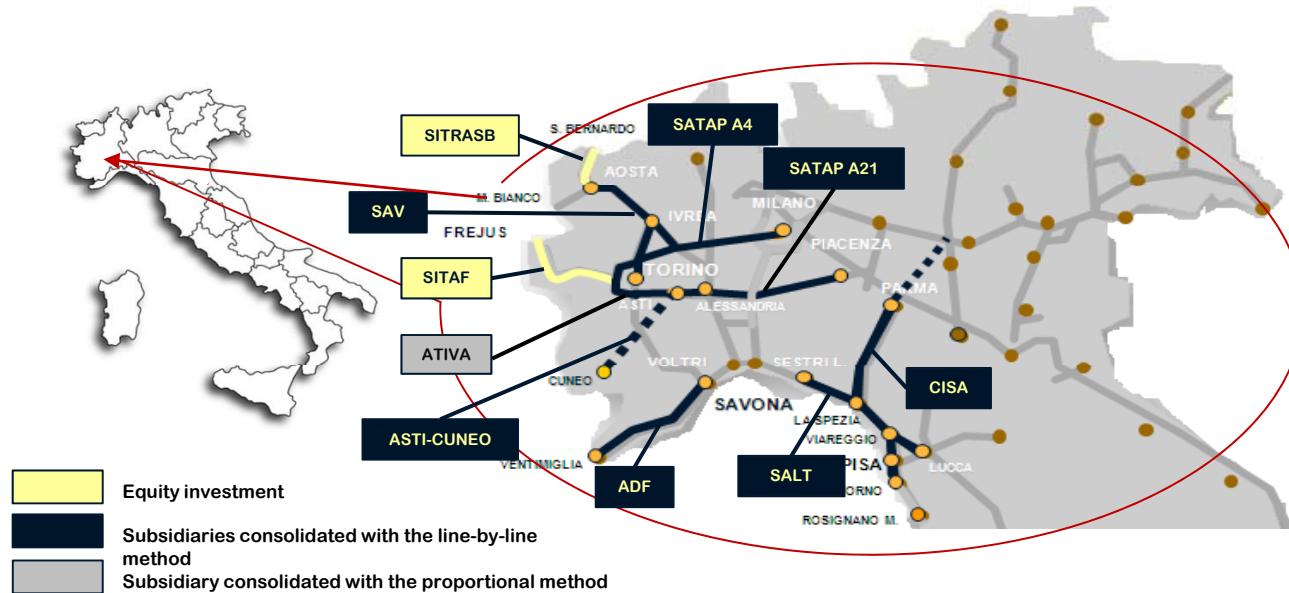 SATAP A4
SITRASB
S. BERNARDO
SATAP A21
AOSTA
M. BIANCO
SAV
IVREA
MILANO
FREJUS
PIACENZA
SITAF
TORINO
PARMA
ASTI
ALESSANDRIA
ATIVA
VOLTRI
SESTRI L.
CUNEO
CISA
SAVONA
LA SPEZIA
ASTI-CUNEO
VIAREGGIO
VENTIMIGLIA
ADF
SALT
PISA
LUCCA
ORNO
ROSIGNANO M.
Equity investment
Subsidiaries consolidated with the line-by-line
method
Subsidiary consolidated with the proportional method